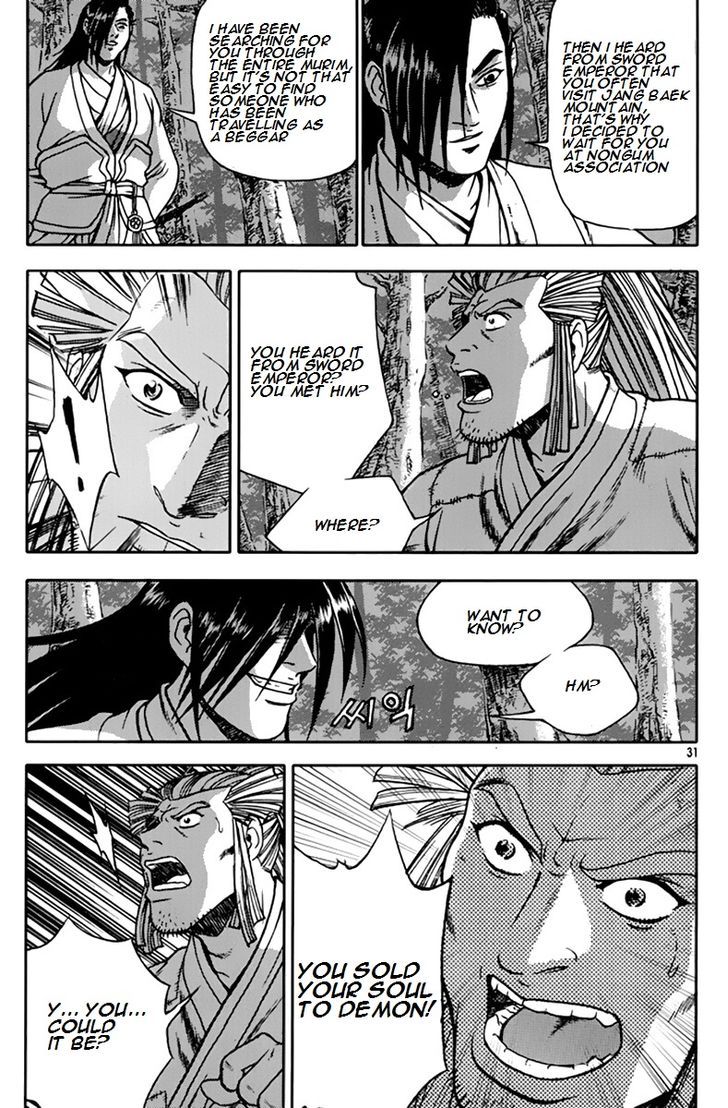 I HAVE BEEN
SEARCHING FOR
YOU THROUGH
THE ENTIRE MURIM,
BUT IT'S NOT THAT
EASY TO FIND
SOMEONE WHO
HAS BEEN
TRAVELLING AS
A BEGGAR
THEN I HEARD
FROM SWORD
EMPEROR THAT
YOU OFTEN
VISIT JANG BAEK
MOUNTAIN,
THAT'S WHY
I DECIDED TO
WAIT FOR YOU
AT NONGUM
ASSOCIATION
!
YOU HEARD IT
FROM SWORD
EMPEROR?
YOU MET HIM?
WHERE?
WANT TO
KNOW?
HM?
씨익
31
Y... YOU...
COULD
IT BE?
YOU SOLD
YOUR SOUL
TO DEMON!